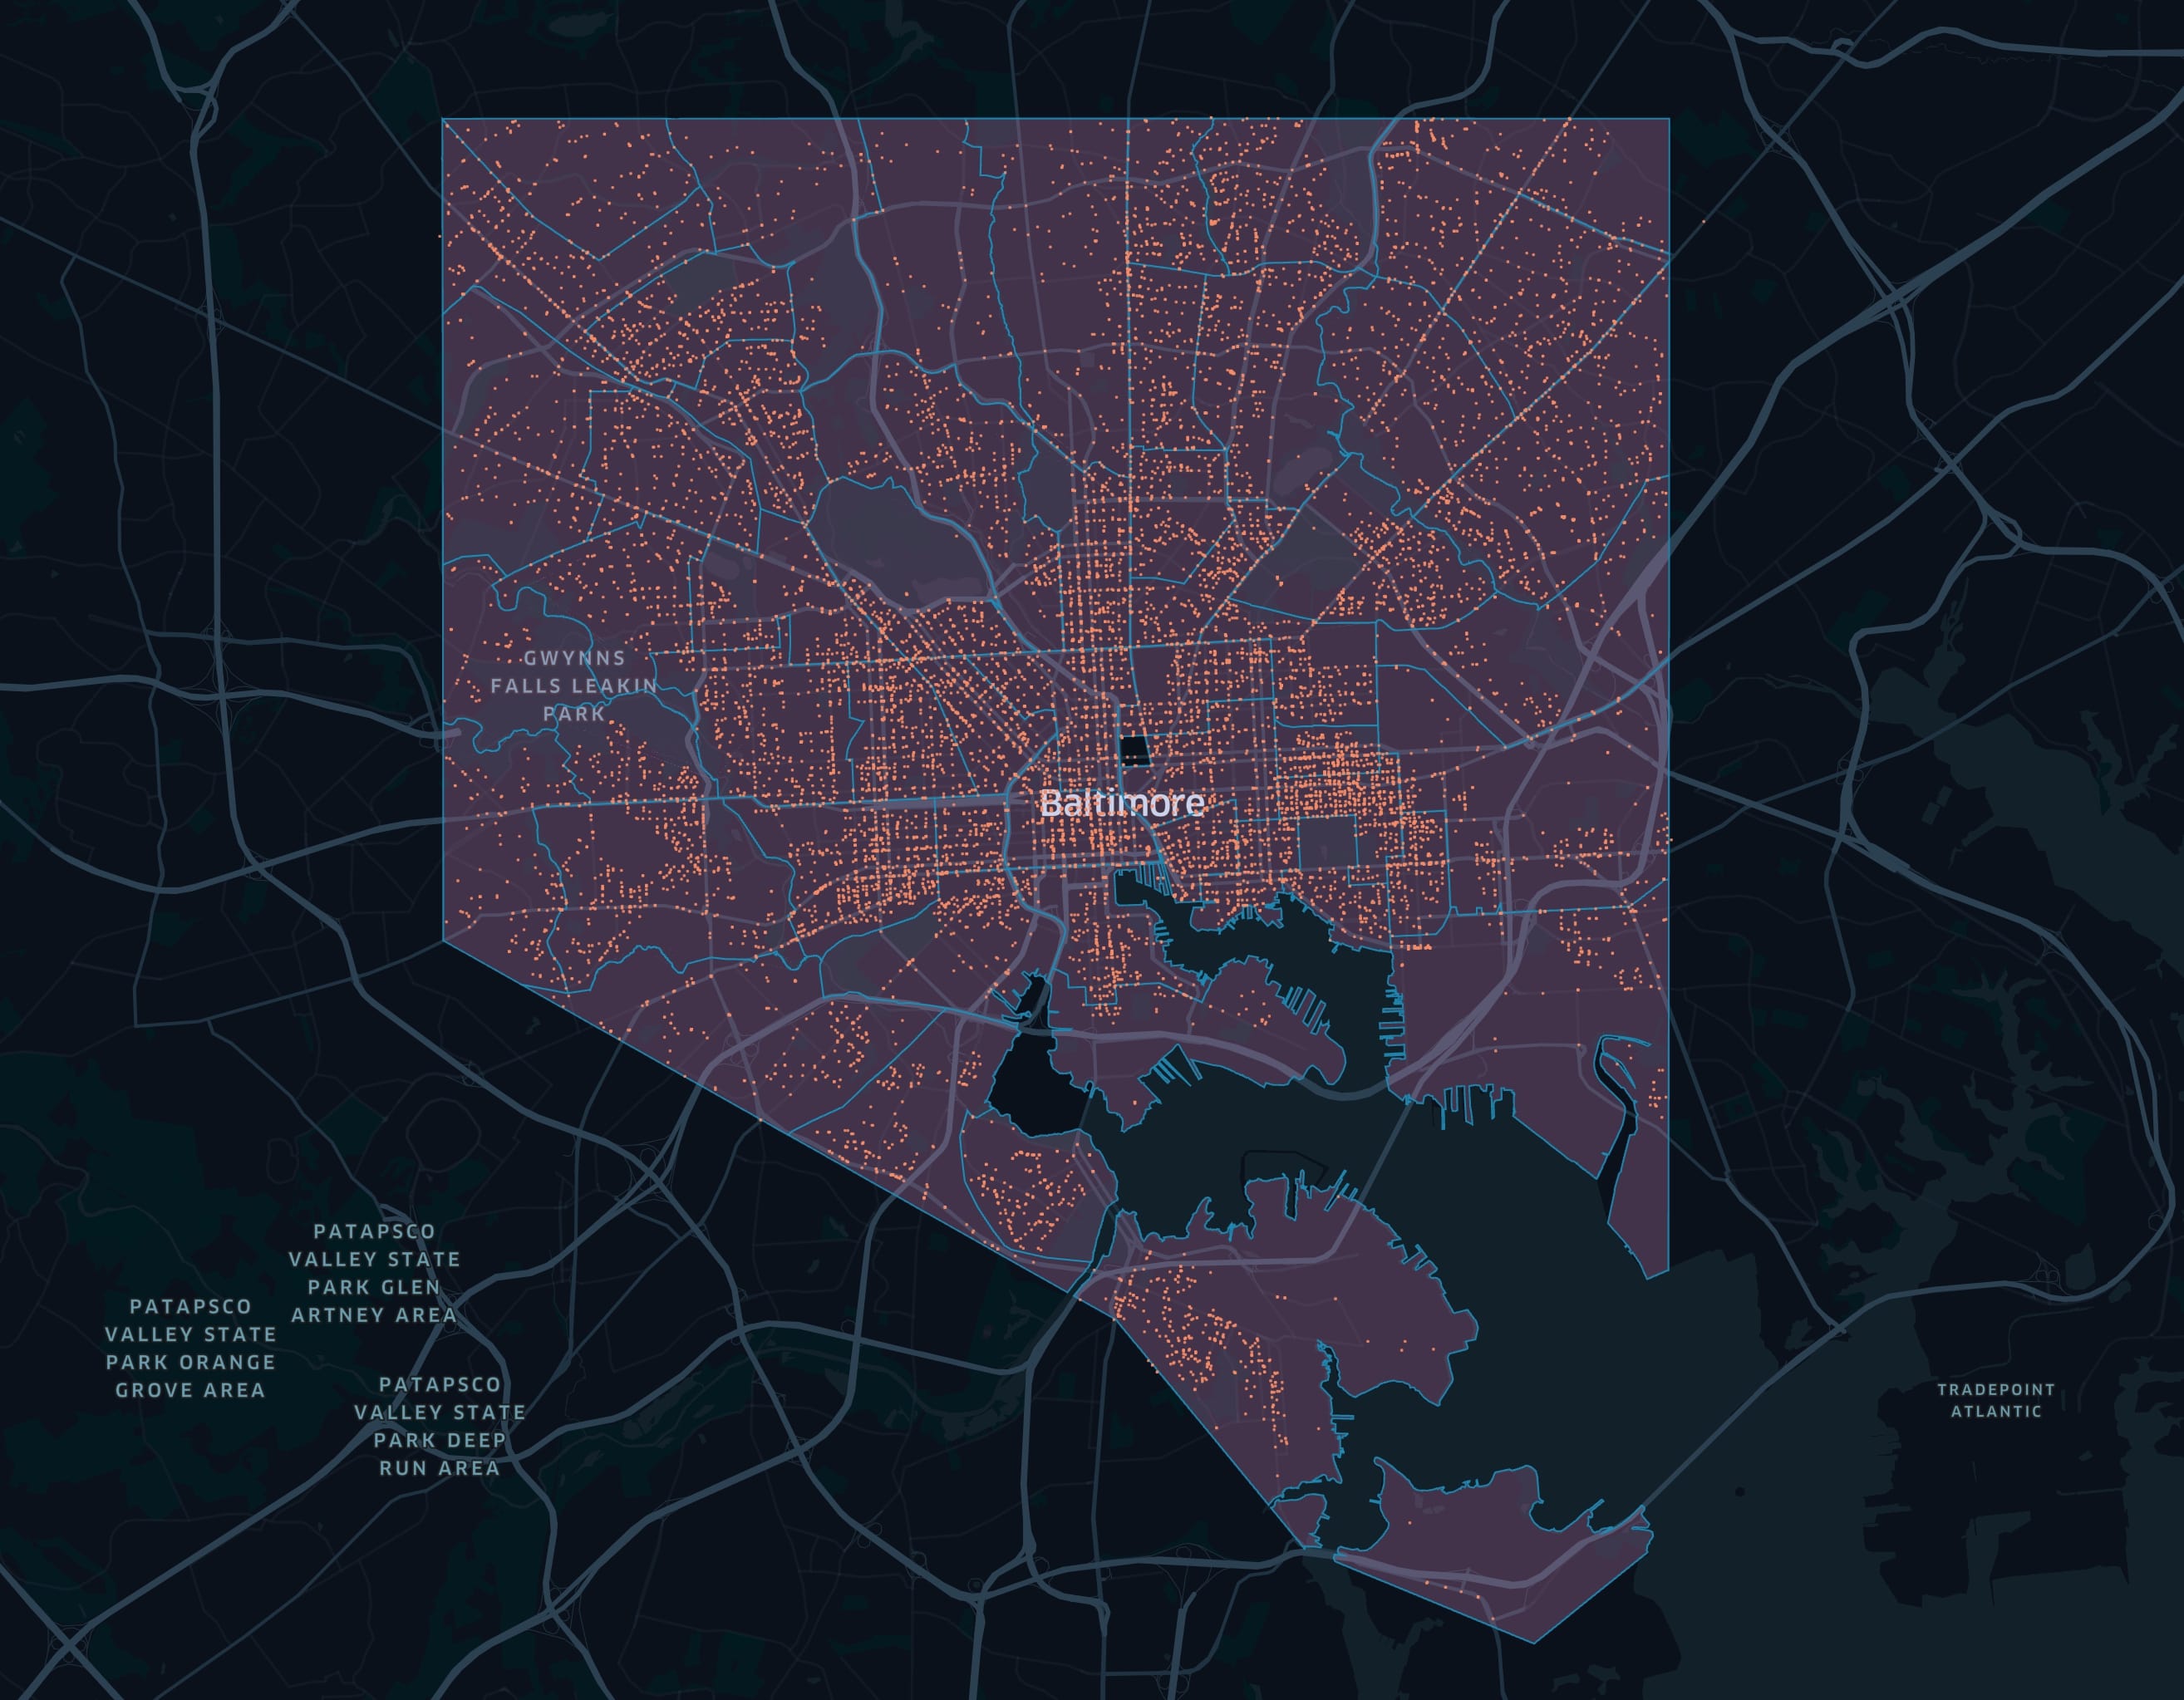 GWYNNS
FALLS LEAKIN
PARK
Baltimore
PATAPSCO
VALLEY STATE
PARK GLEN
ARTNEY AREA
PATAPSCO
VALLEY STATE
PARK ORANGE
GROVE AREA
PATAPSCO
VALLEY STATE
PARK DEEP
RUN AREA
TRADEPOINT
ATLANTIC